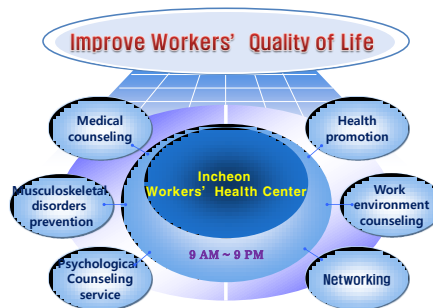 Improve Workers' Quality of Life
Medical
counseling
Health
promotion
Incheon
Workers' Health Center
Musculoskeletal
disorders
prevention
Work
environment
counseling
9 AM ~ 9 PM
Psychological
Counseling
service
Networking